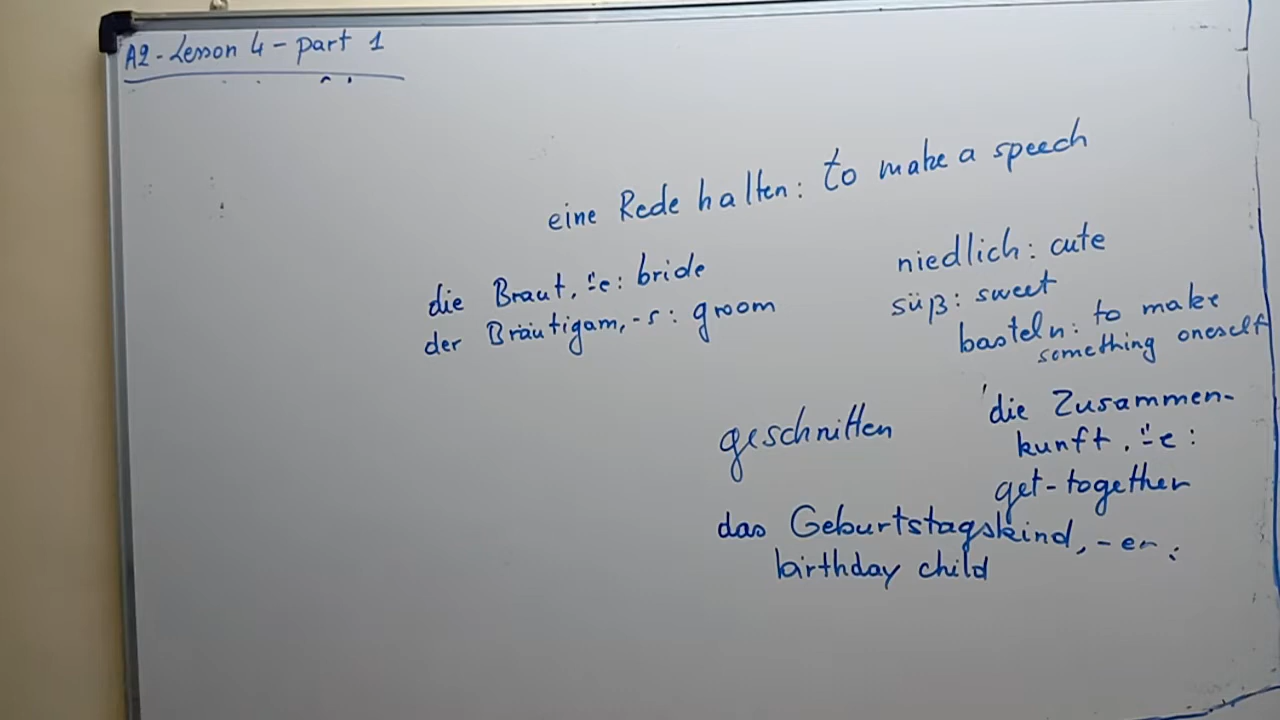 A2 - Lesson 4 - part 1
eine Rede halten: to make a speech
die Braut, ¨-e: bride
der Bräutigam, -s: groom
niedlich: cute
süß: sweet
basteln: to make
something oneself
geschnitten
die Zusammen-
kunft, ¨-e:
get-together
das Geburtstagskind, -er:
birthday child